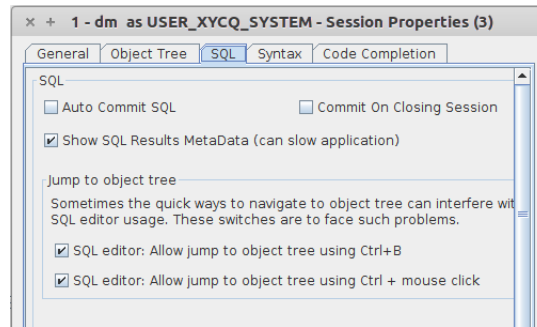 1 - dm as USER_XYCQ_SYSTEM - Session Properties (3)
General Object Tree SQL Syntax Code Completion
SQL
Auto Commit SQL Commit On Closing Session
Show SQL Results MetaData (can slow application)
Jump to object tree
Sometimes the quick ways to navigate to object tree can interfere
SQL editor usage. These switches are to face such problems.
SQL editor: Allow jump to object tree using Ctrl+B
SQL editor: Allow jump to object tree using Ctrl + mouse click